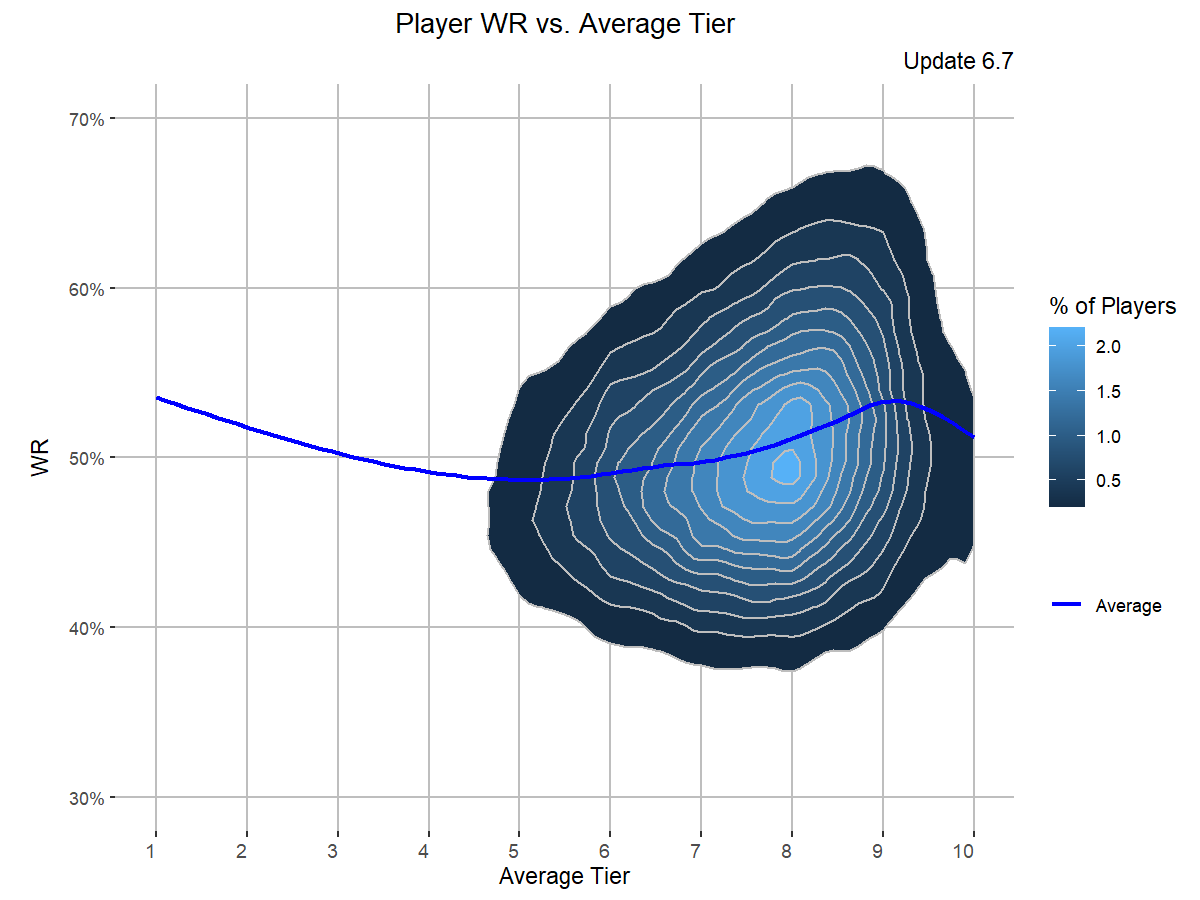 Player WR vs. Average Tier
Update 6.7
70%
60%
50%
40%
30%
WR
1 2 3 4 5 6 7 8 9 10
Average Tier
% of Players
2.0
1.5
1.0
0.5
Average